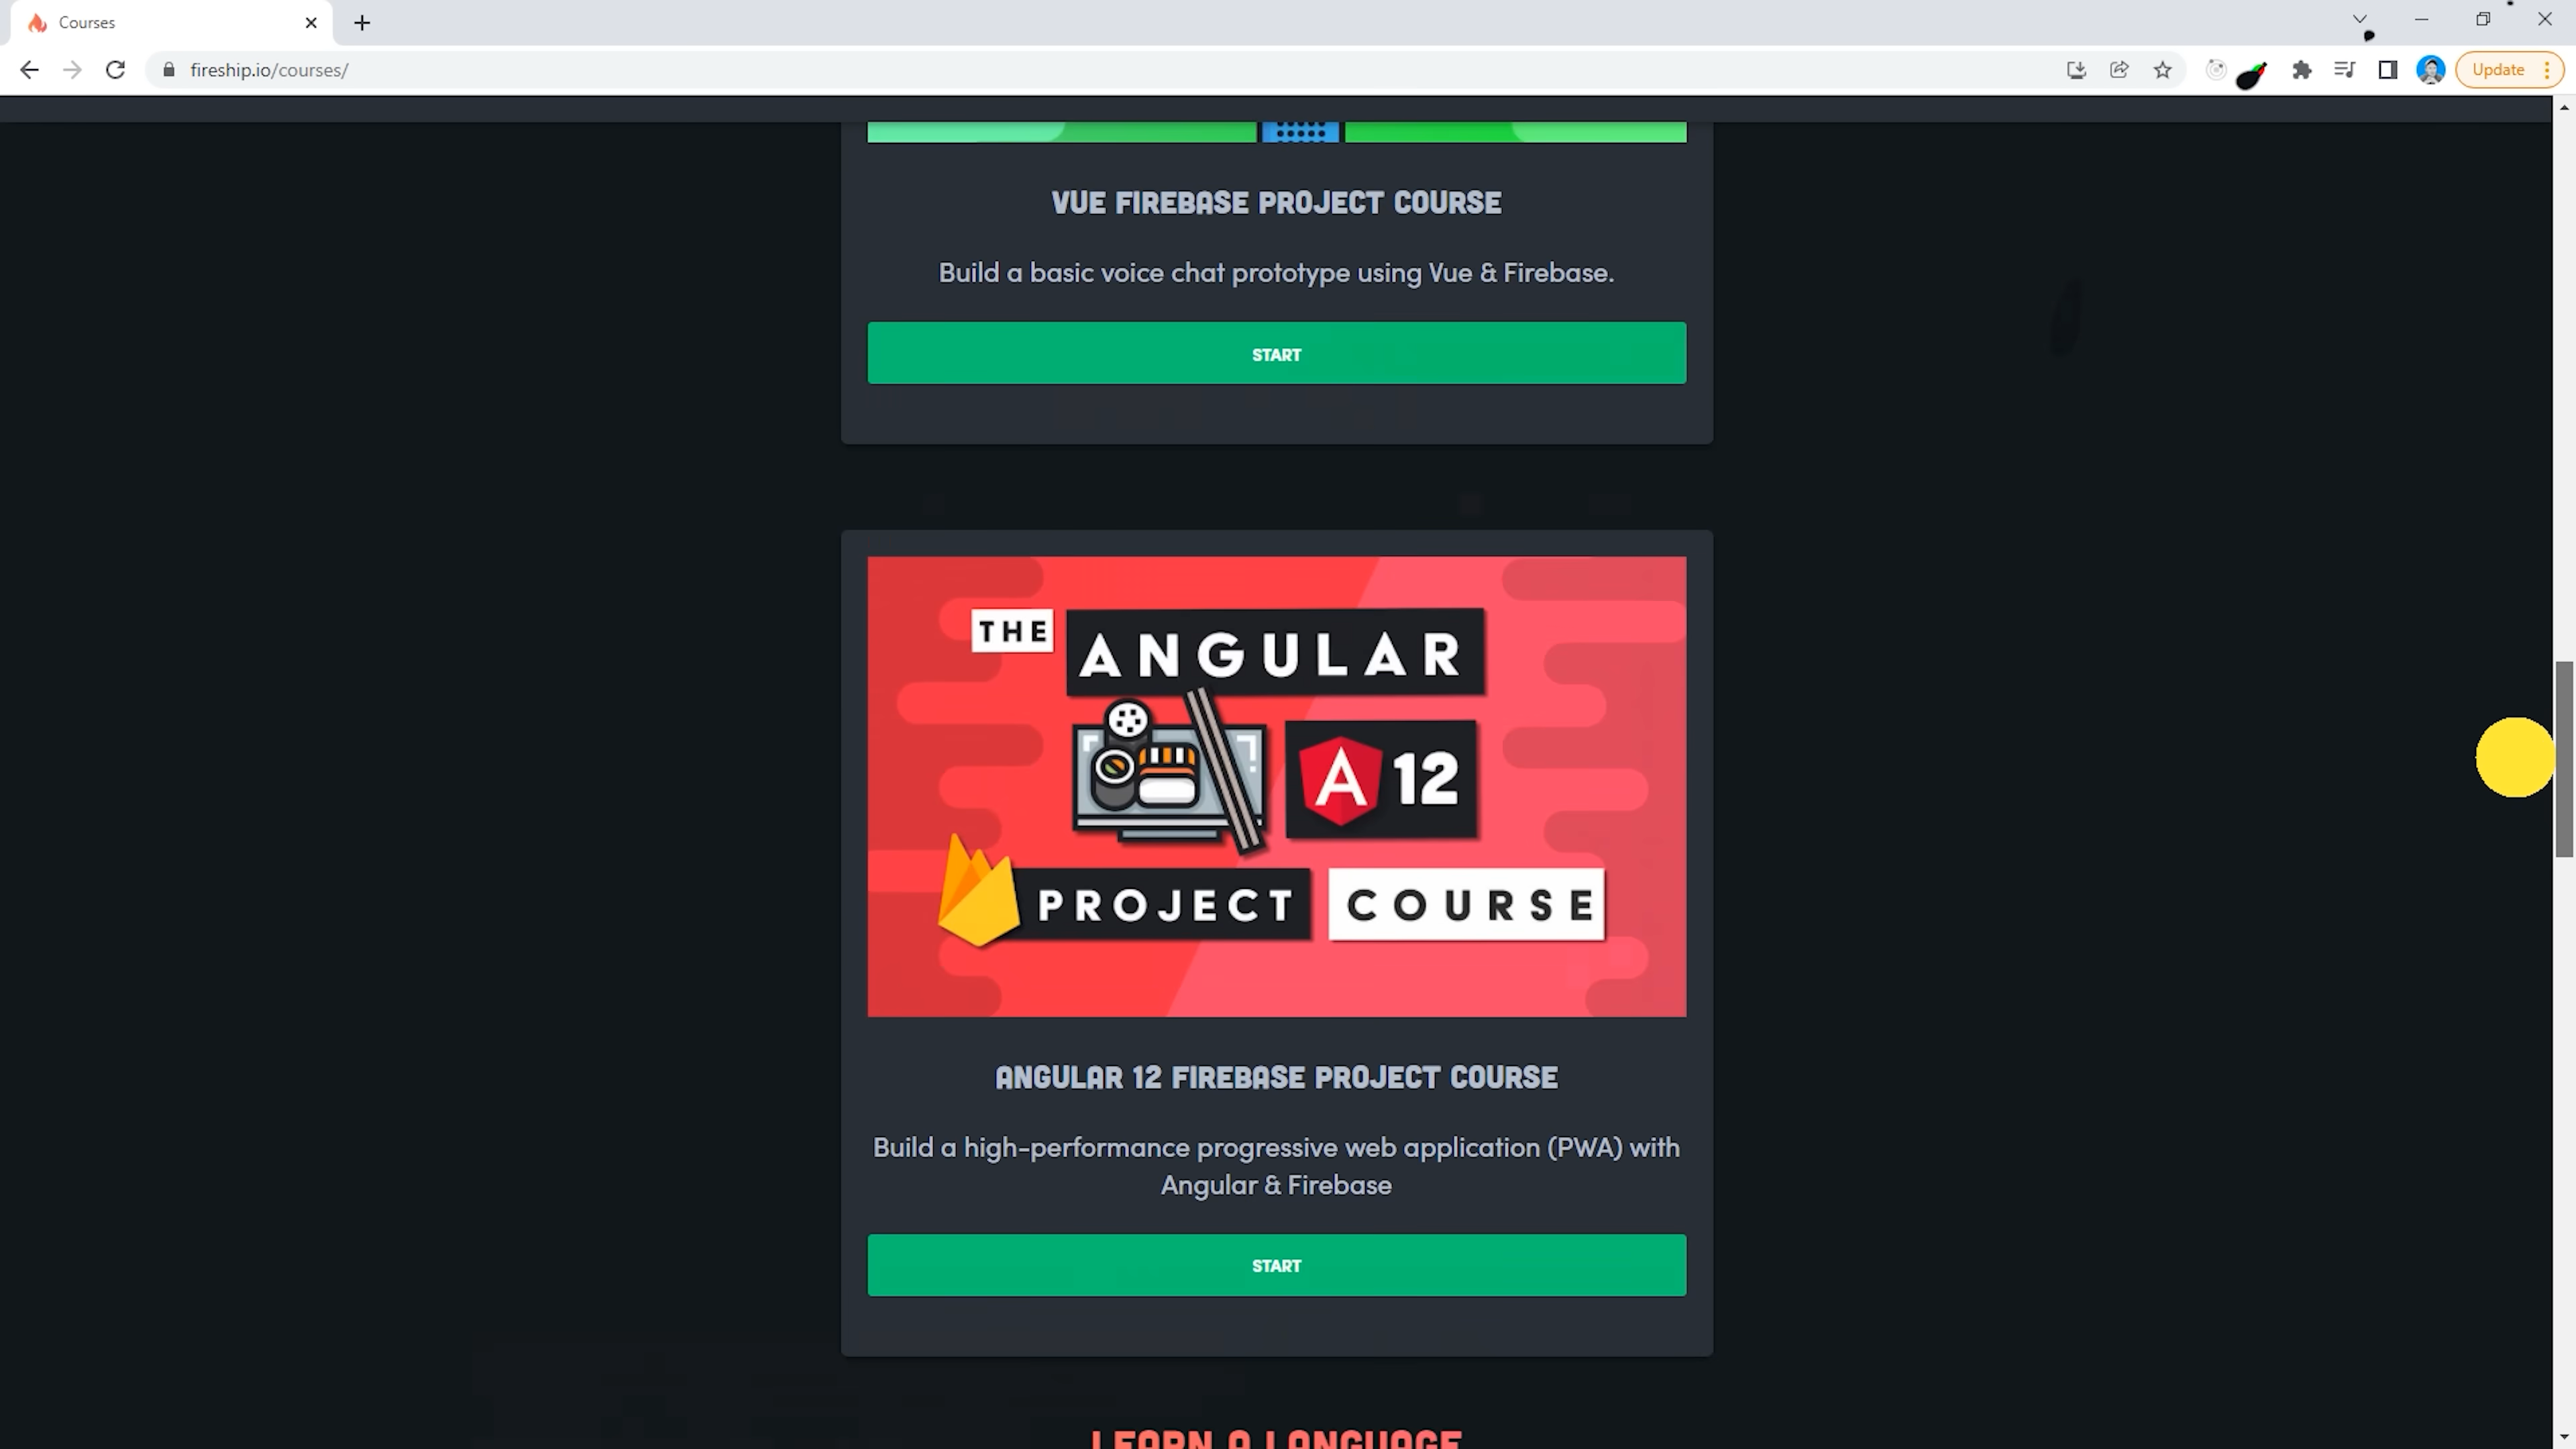 Courses
fireship.io/courses/
Update
VUE FIREBASE PROJECT COURSE
Build a basic voice chat prototype using Vue & Firebase.
START
THE
ANGULAR
A 12
PROJECT COURSE
ANGULAR 12 FIREBASE PROJECT COURSE
Build a high-performance progressive web application (PWA) with
Angular & Firebase
START
LEARN A LANGUAGE